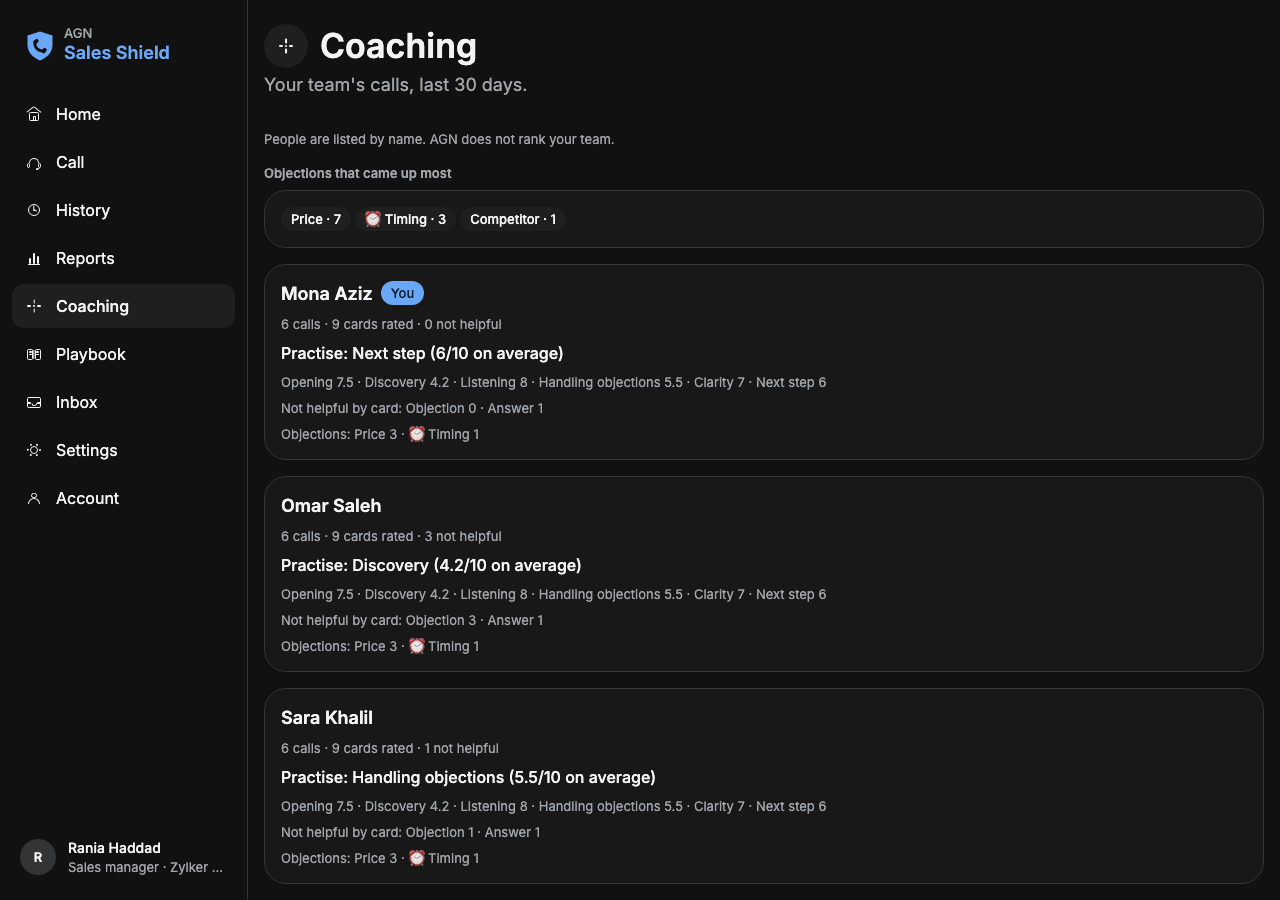 AGN
Sales Shield
Home
Call
History
Reports
Coaching
Playbook
Inbox
Settings
Account
R
Rania Haddad
Sales manager · Zylker ...
Coaching
Your team's calls, last 30 days.
People are listed by name. AGN does not rank your team.
Objections that came up most
Price · 7
⏰ Timing · 3
Competitor · 1
Mona Aziz You
6 calls · 9 cards rated · 0 not helpful
Practise: Next step (6/10 on average)
Opening 7.5 · Discovery 4.2 · Listening 8 · Handling objections 5.5 · Clarity 7 · Next step 6
Not helpful by card: Objection 0 · Answer 1
Objections: Price 3 · ⏰ Timing 1
Omar Saleh
6 calls · 9 cards rated · 3 not helpful
Practise: Discovery (4.2/10 on average)
Opening 7.5 · Discovery 4.2 · Listening 8 · Handling objections 5.5 · Clarity 7 · Next step 6
Not helpful by card: Objection 3 · Answer 1
Objections: Price 3 · ⏰ Timing 1
Sara Khalil
6 calls · 9 cards rated · 1 not helpful
Practise: Handling objections (5.5/10 on average)
Opening 7.5 · Discovery 4.2 · Listening 8 · Handling objections 5.5 · Clarity 7 · Next step 6
Not helpful by card: Objection 1 · Answer 1
Objections: Price 3 · ⏰ Timing 1